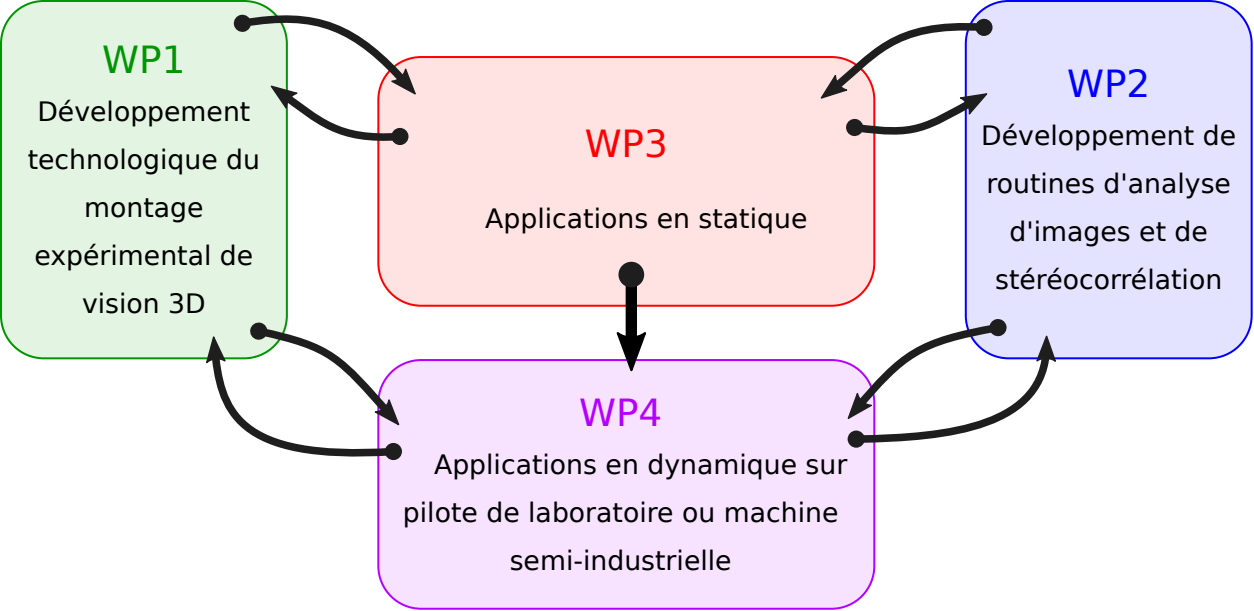 WP1
Développement
technologique du
montage
expérimental de
vision 3D
WP3
Applications en statique
WP2
Développement de
routines d'analyse
d'images et de
stéréocorrélation
WP4
Applications en dynamique sur
pilote de laboratoire ou machine
semi-industrielle